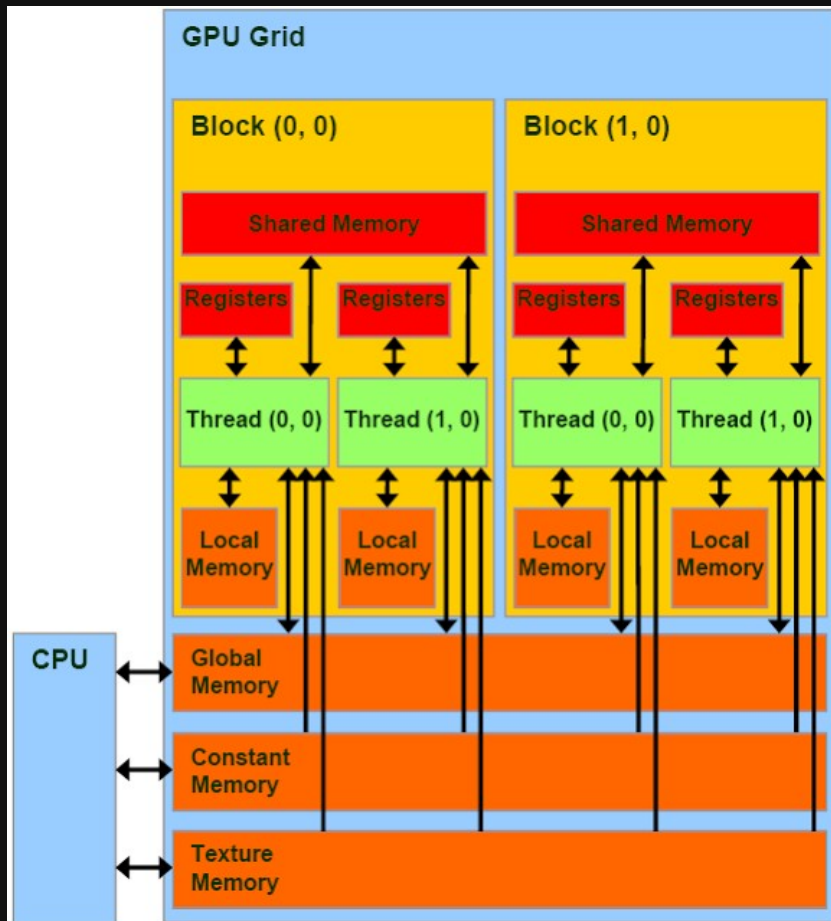 GPU Grid
Block (0, 0)
Block (1, 0)
Shared Memory
Shared Memory
Registers
Registers
Registers
Registers
Thread (0, 0)
Thread (1, 0)
Thread (0, 0)
Thread (1, 0)
Local
Memory
Local
Memory
Local
Memory
Local
Memory
CPU
Global
Memory
Constant
Memory
Texture
Memory